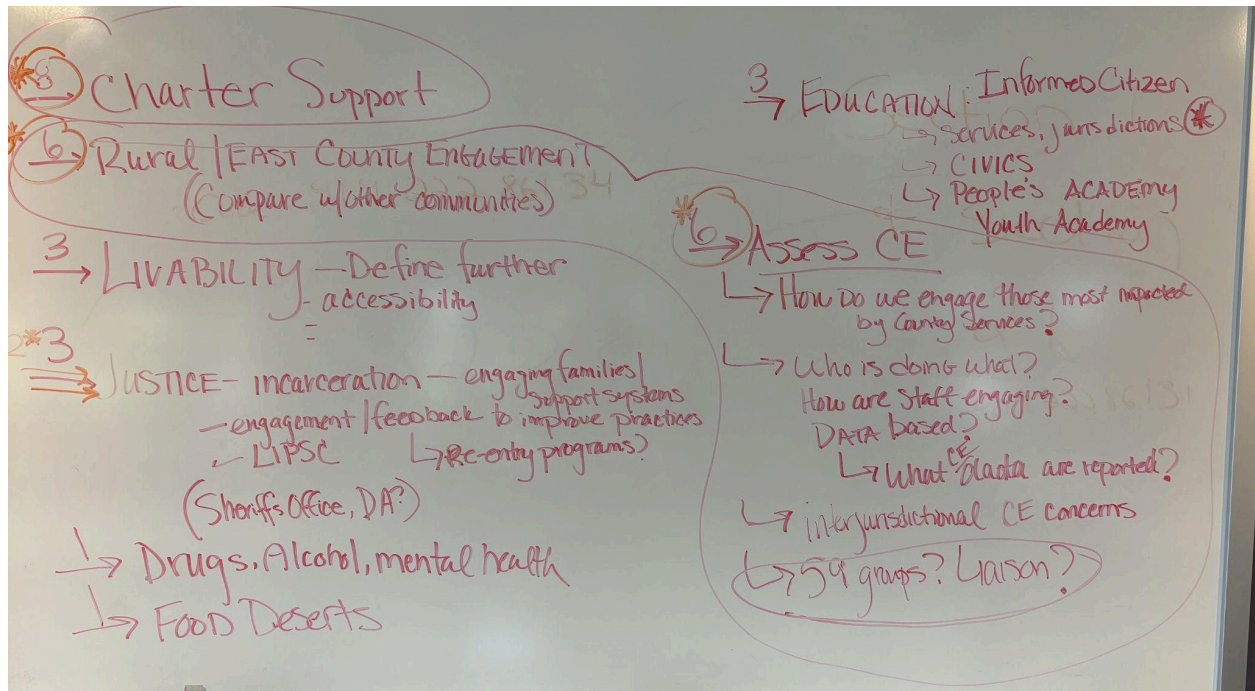 *8 Charter Support
*6 Rural / EAST COUNTY ENGAGEMENT
(Compare w/other communities)
3 → LIVABILITY — Define further
- accessibility
*3 JUSTICE — incarceration — engaging families/
support systems
— engagement/feedback to improve practices
LPSC ↳ Re-entry programs?
(Sheriffs Office, DA?)
1 → Drugs, Alcohol, mental health
1 → FOOD Deserts
3 → EDUCATION: Informed Citizen
↳ services, jurisdictions *
↳ CIVICS
↳ People's ACADEMY
Youth Academy
*6 → Assess CE
↳ How Do we engage those most impacted
by County Services?
↳ Who is doing what?
How are staff engaging?
DATA based?
↳ What CE data are reported?
↳ interjurisdictional CE concerns
↳ 59 groups? Liaison?